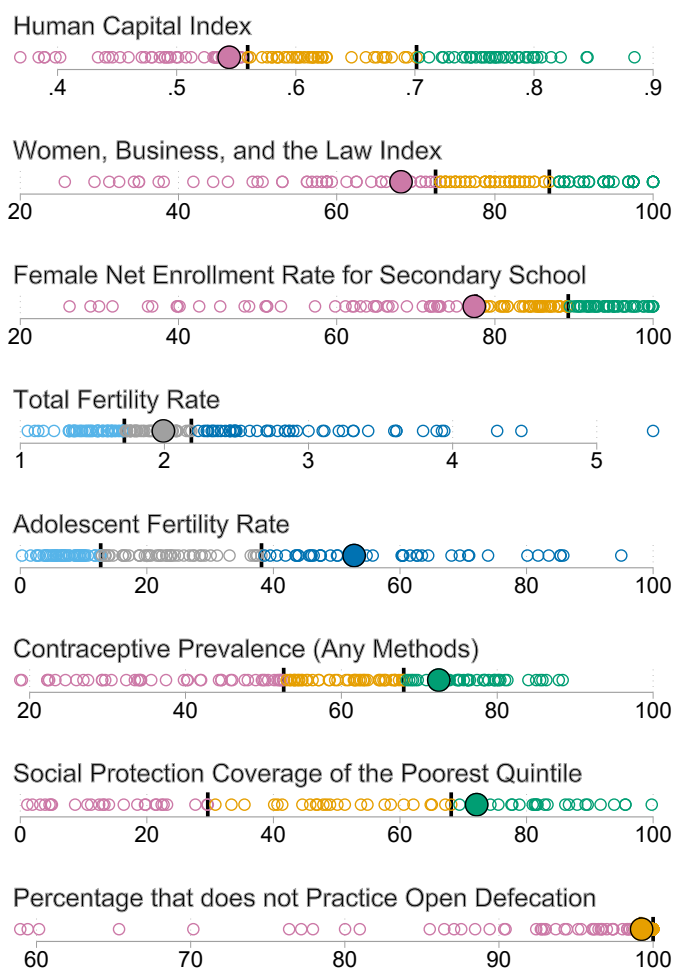 Human Capital Index
.4 .5 .6 .7 .8 .9
Women, Business, and the Law Index
20 40 60 80 100
Female Net Enrollment Rate for Secondary School
20 40 60 80 100
Total Fertility Rate
1 2 3 4 5
Adolescent Fertility Rate
0 20 40 60 80 100
Contraceptive Prevalence (Any Methods)
20 40 60 80 100
Social Protection Coverage of the Poorest Quintile
0 20 40 60 80 100
Percentage that does not Practice Open Defecation
60 70 80 90 100